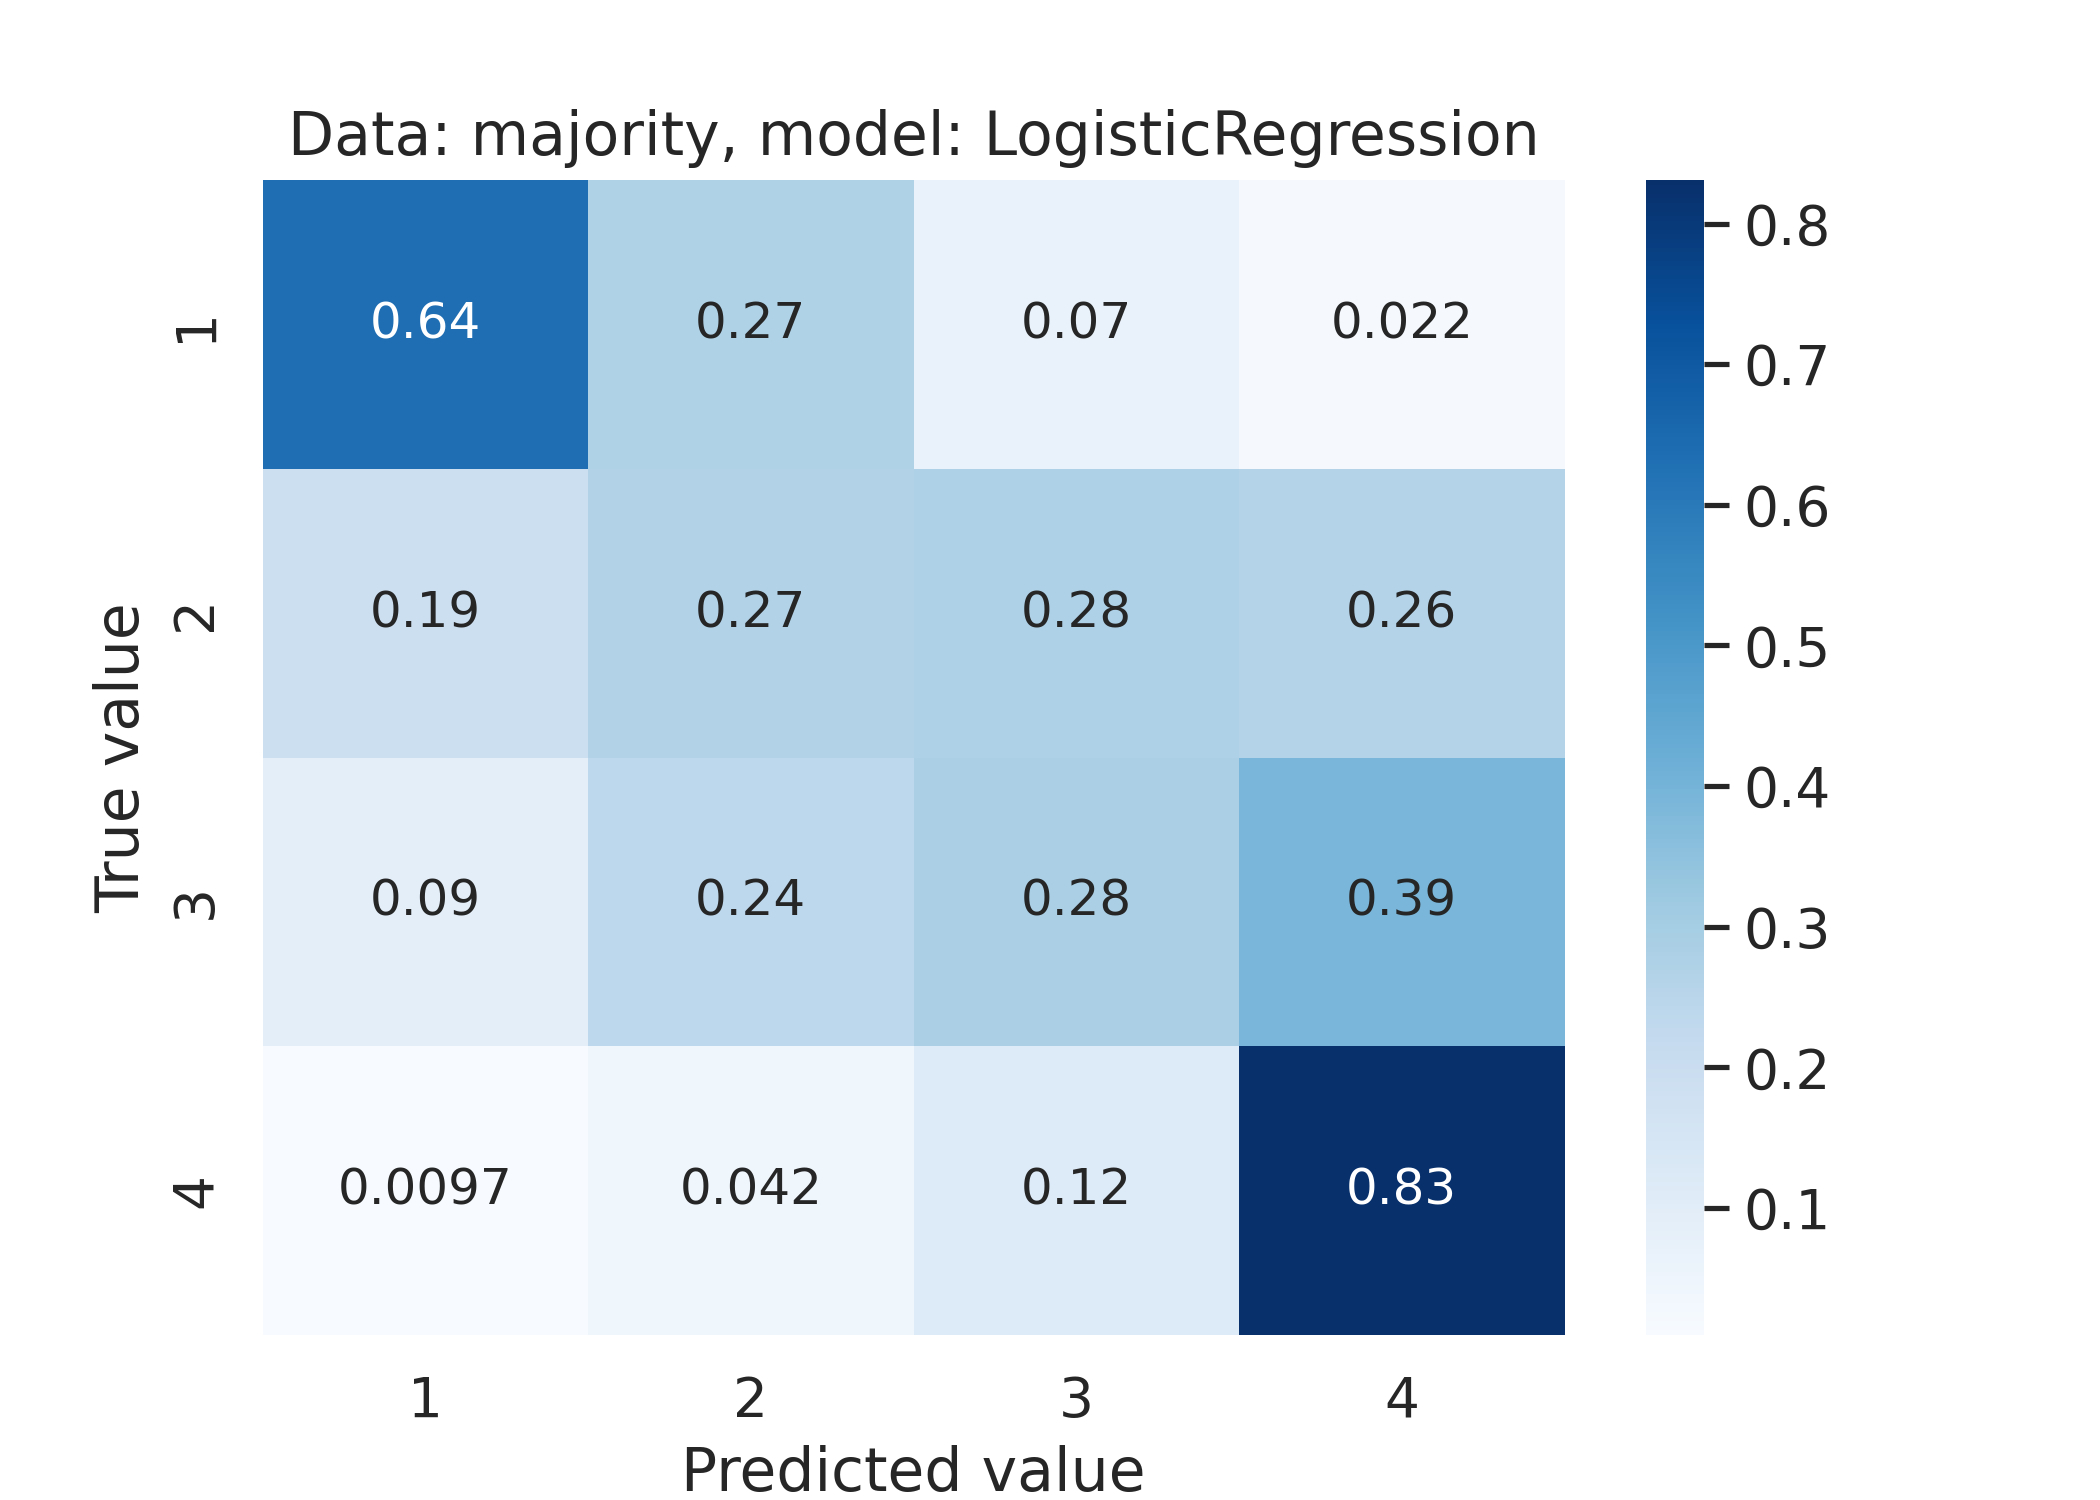 Data: majority, model: LogisticRegression
0.64 0.27 0.07 0.022
0.19 0.27 0.28 0.26
0.09 0.24 0.28 0.39
0.0097 0.042 0.12 0.83
1
2
3
4
True value
1 2 3 4
Predicted value
0.8
0.7
0.6
0.5
0.4
0.3
0.2
0.1